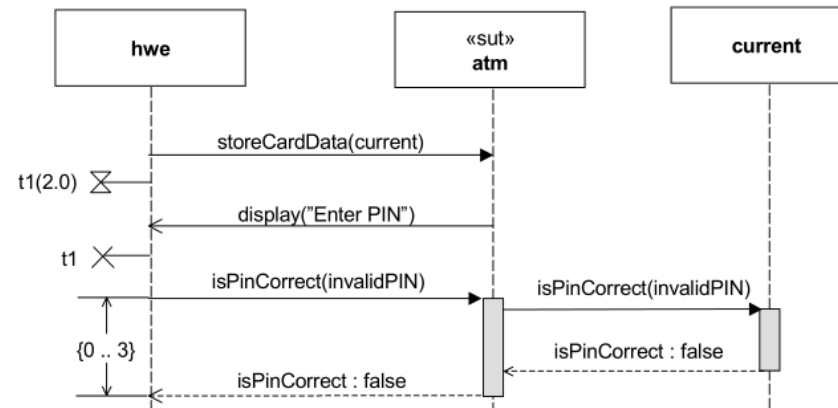 hwe
«sut»
atm
current
storeCardData(current)
t1(2.0)
display("Enter PIN")
t1
isPinCorrect(invalidPIN)
isPinCorrect(invalidPIN)
{0 .. 3}
isPinCorrect : false
isPinCorrect : false